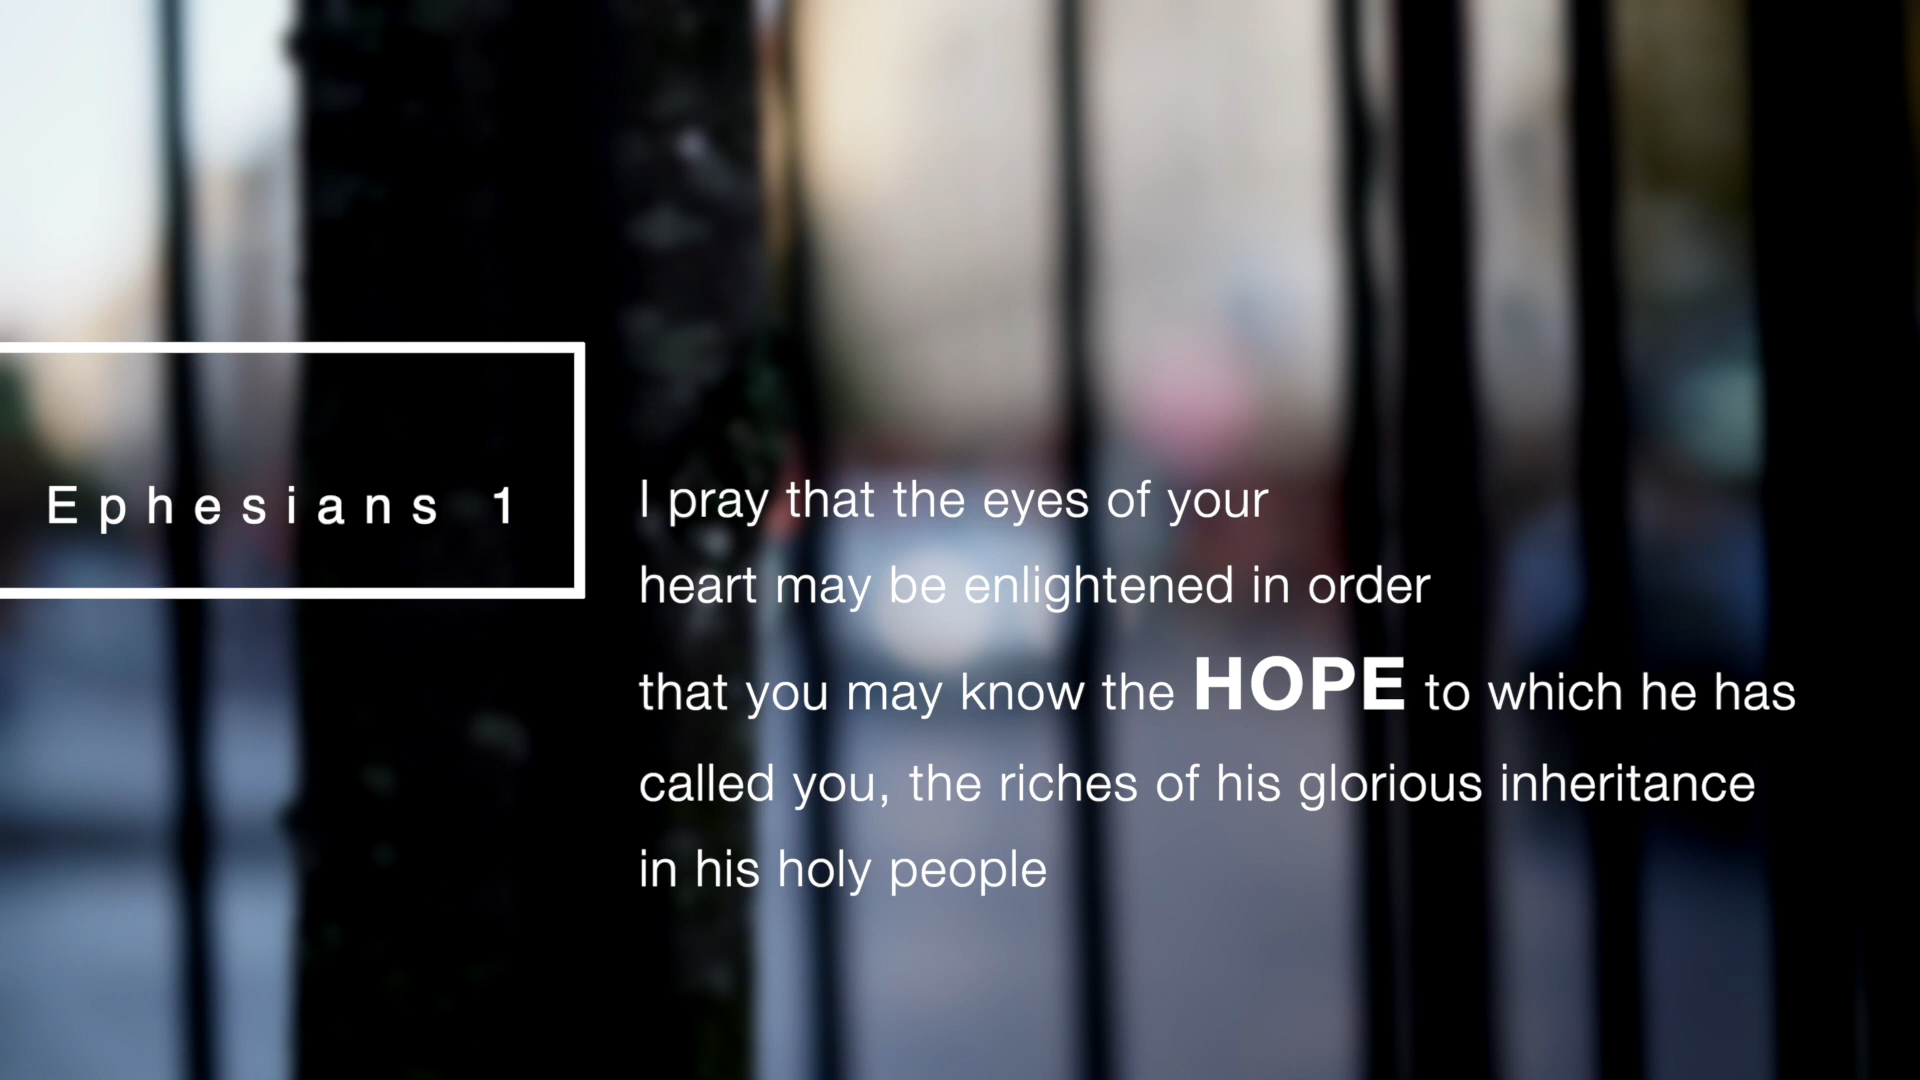 Ephesians 1
I pray that the eyes of your
heart may be enlightened in order
that you may know the HOPE to which he has
called you, the riches of his glorious inheritance
in his holy people